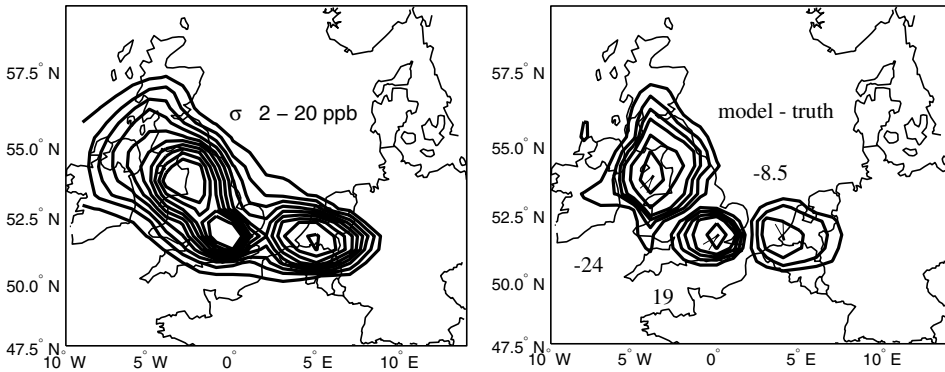 57.5° N
55.0° N
52.5° N
50.0° N
47.5° N
10° W
5° W
0°
5° E
10° E
σ 2 – 20 ppb
57.5° N
55.0° N
52.5° N
50.0° N
47.5° N
10° W
5° W
0°
5° E
10° E
model - truth
-8.5
-24
19